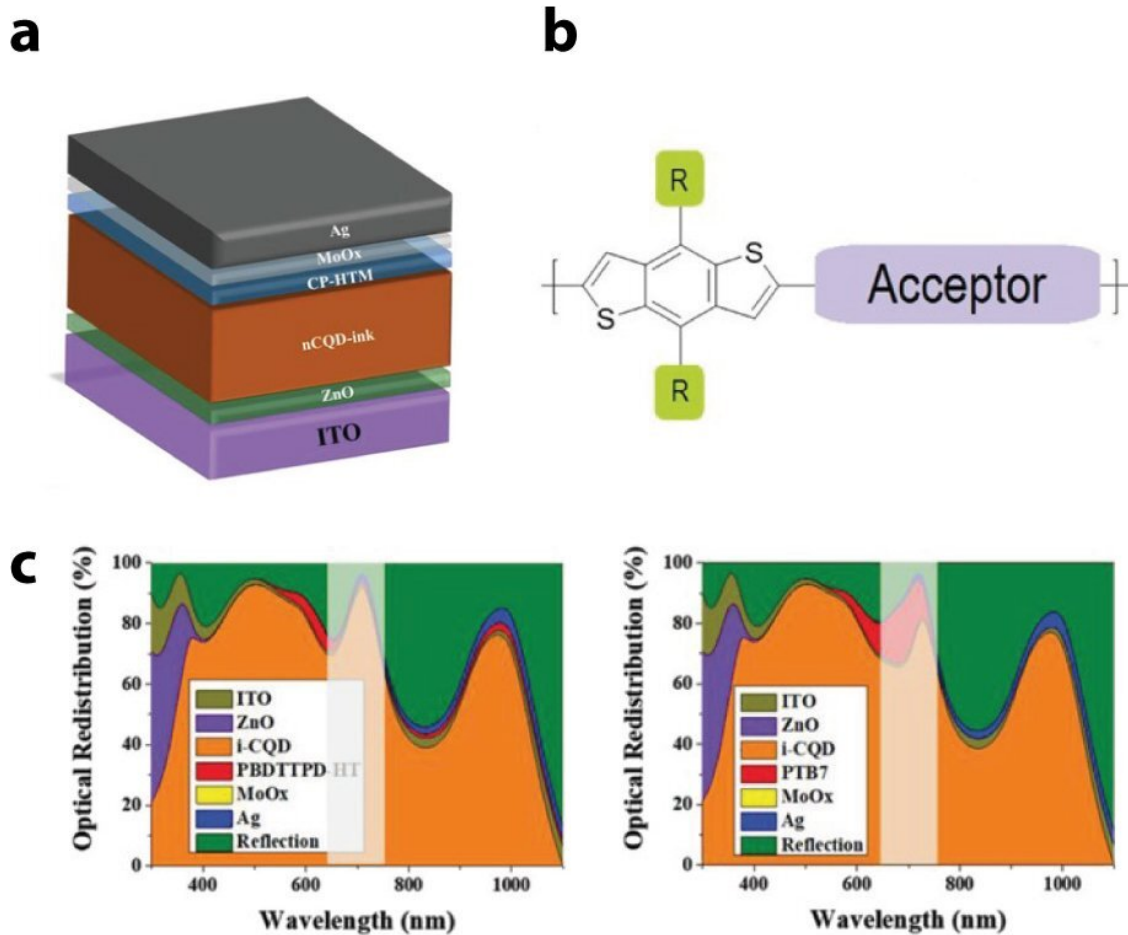 a
b
Ag
MoOx
CP-HTM
nCQD-ink
ZnO
ITO
R
S
S
Acceptor
R
c
Optical Redistribution (%)
100
80
60
40
20
0
ITO
ZnO
i-CQD
PBDTTPD-HT
MoOx
Ag
Reflection
400 600 800 1000
Wavelength (nm)
Optical Redistribution (%)
100
80
60
40
20
0
ITO
ZnO
i-CQD
PTB7
MoOx
Ag
Reflection
400 600 800 1000
Wavelength (nm)